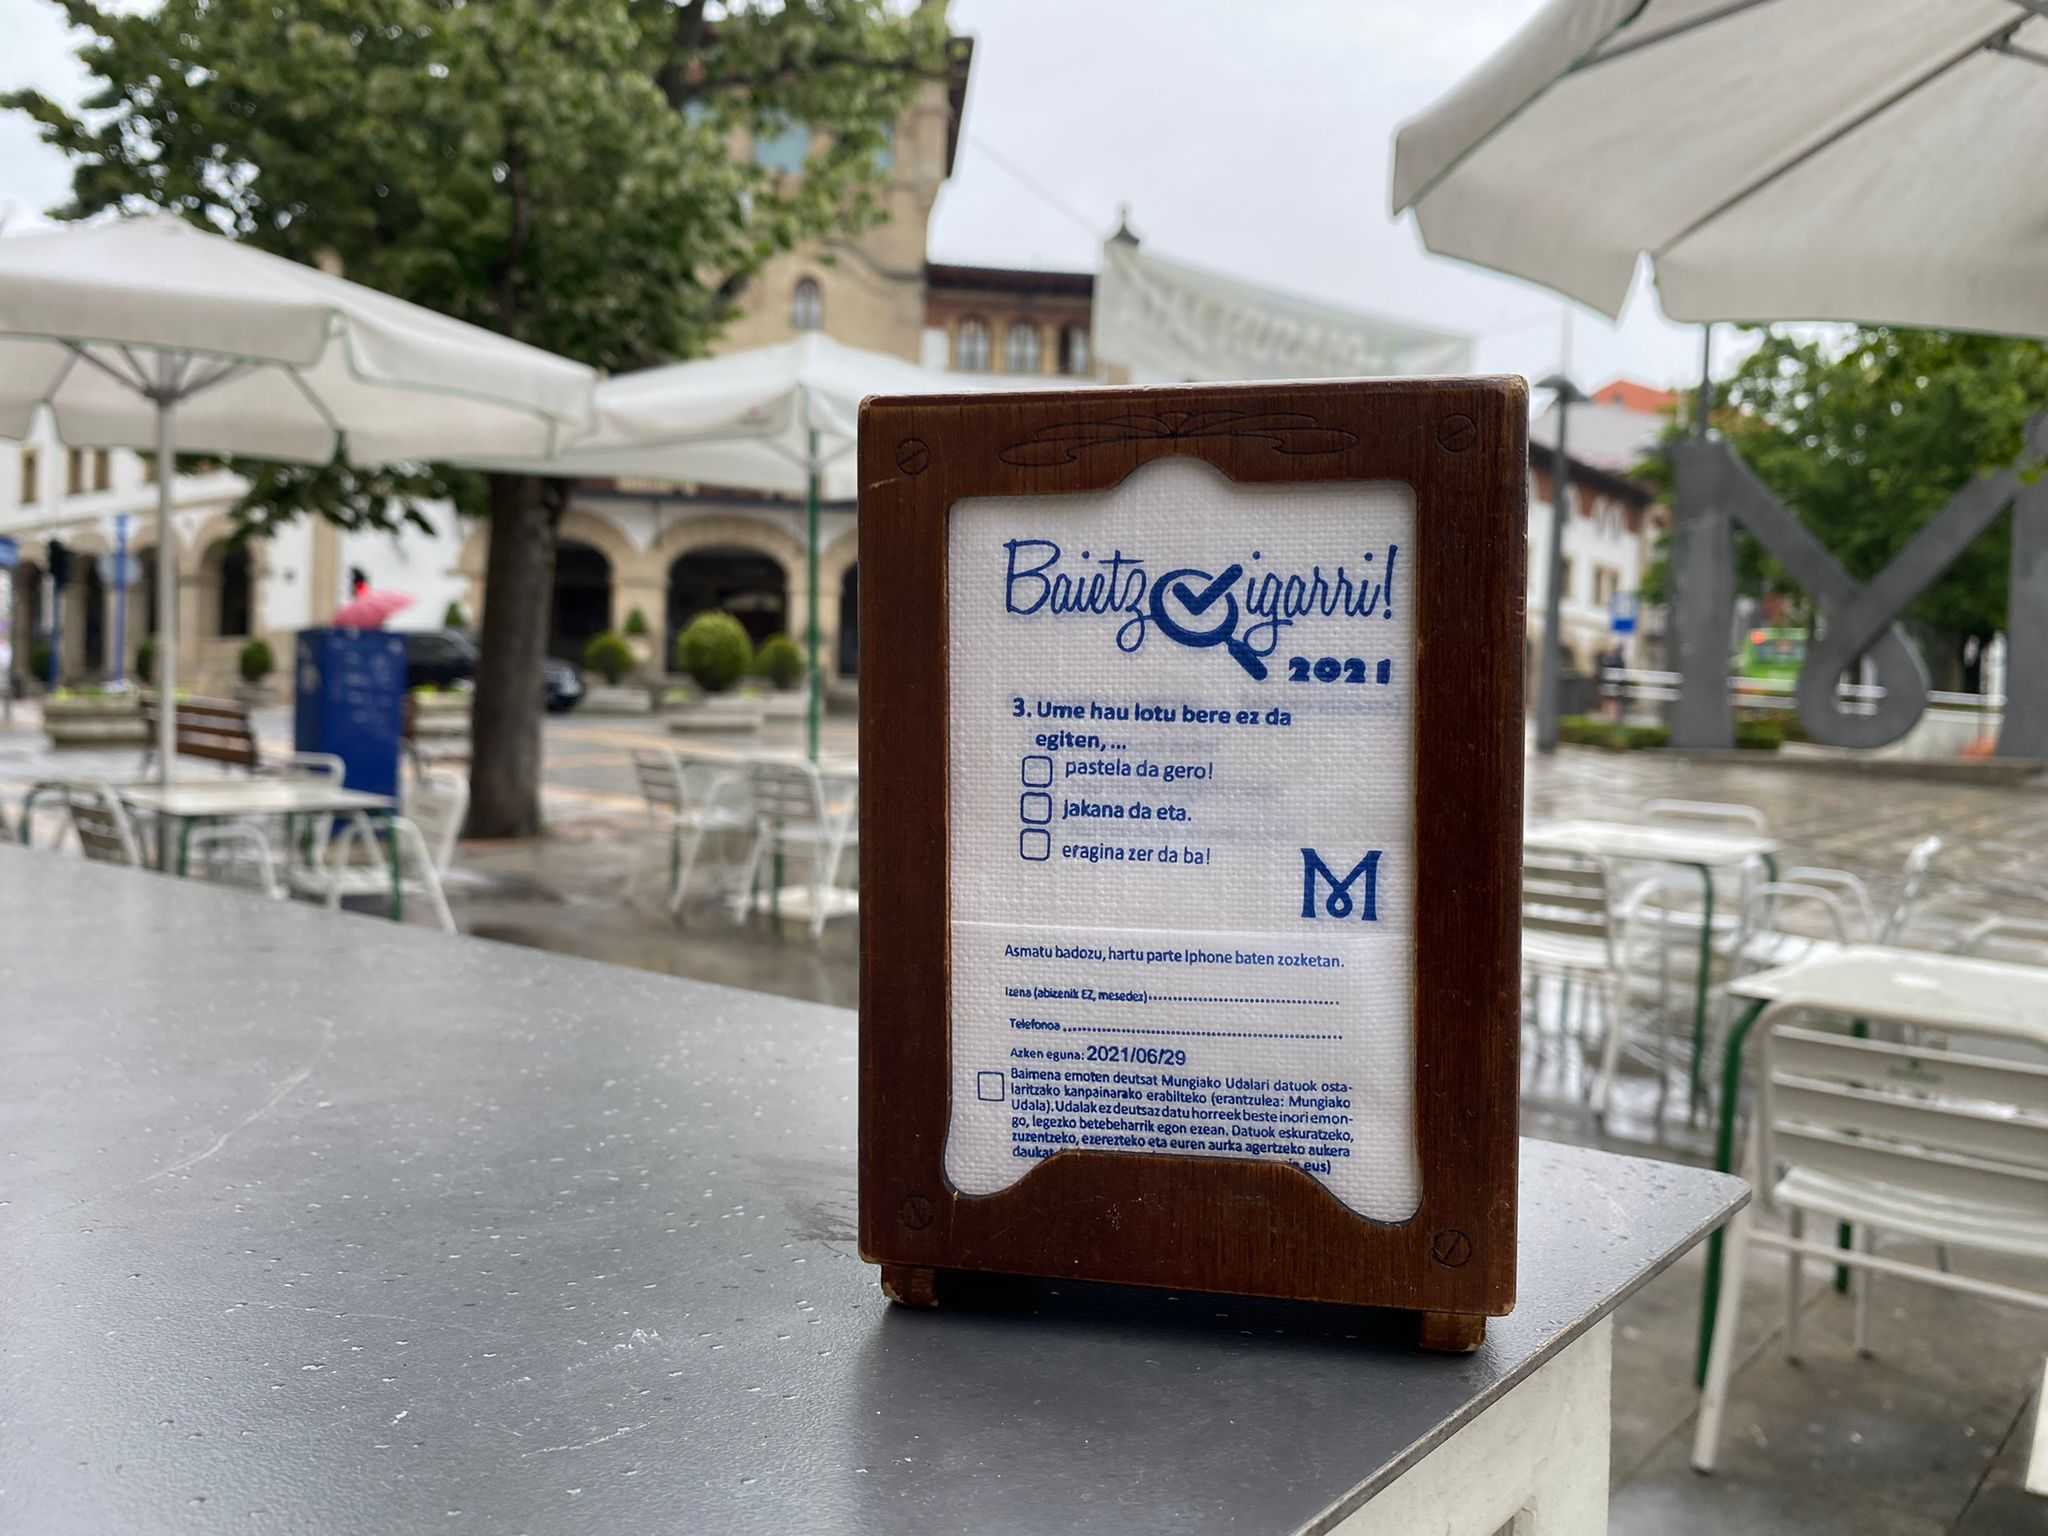 Baietz igarri!
2021
3. Ume hau lotu bere ez da
egiten, ...
pastela da gero!
jakana da eta.
eragina zer da ba!
M
Asmatu badozu, hartu parte Iphone baten zozketan.
Izena (abizenik EZ, mesedez)
Telefonoa
Azken eguna: 2021/06/29
Baimena emoten deutsat Mungiako Udalari datuok osta-
laritzako kanpainarako erabilteko (erantzulea: Mungiako
Udala). Udalak ez deutsaz datu horreek beste inori emon-
go, legezko betebeharrik egon ezean. Datuok eskuratzeko,
zuzentzeko, ezerezteko eta euren aurka agertzeko aukera
daukat
eus)
M